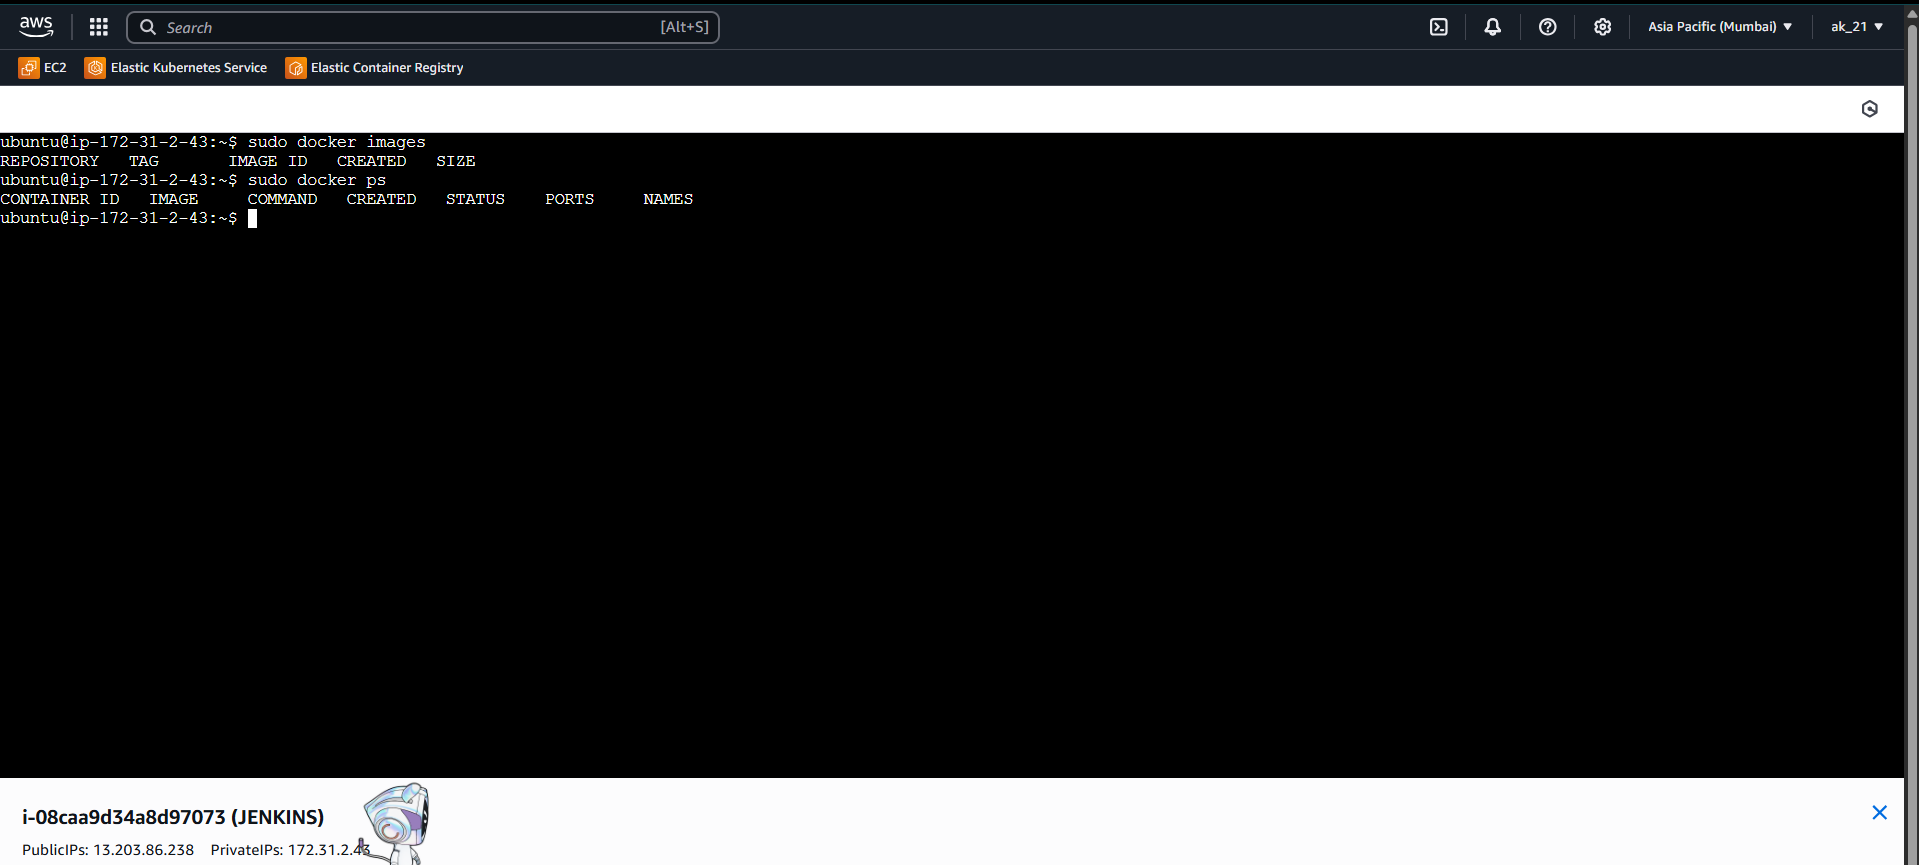 aws Search [Alt+S] Asia Pacific (Mumbai) ak_21
EC2 Elastic Kubernetes Service Elastic Container Registry
ubuntu@ip-172-31-2-43:~$ sudo docker images
REPOSITORY TAG IMAGE ID CREATED SIZE
ubuntu@ip-172-31-2-43:~$ sudo docker ps
CONTAINER ID IMAGE COMMAND CREATED STATUS PORTS NAMES
ubuntu@ip-172-31-2-43:~$
i-08caa9d34a8d97073 (JENKINS)
PublicIPs: 13.203.86.238 PrivateIPs: 172.31.2.43